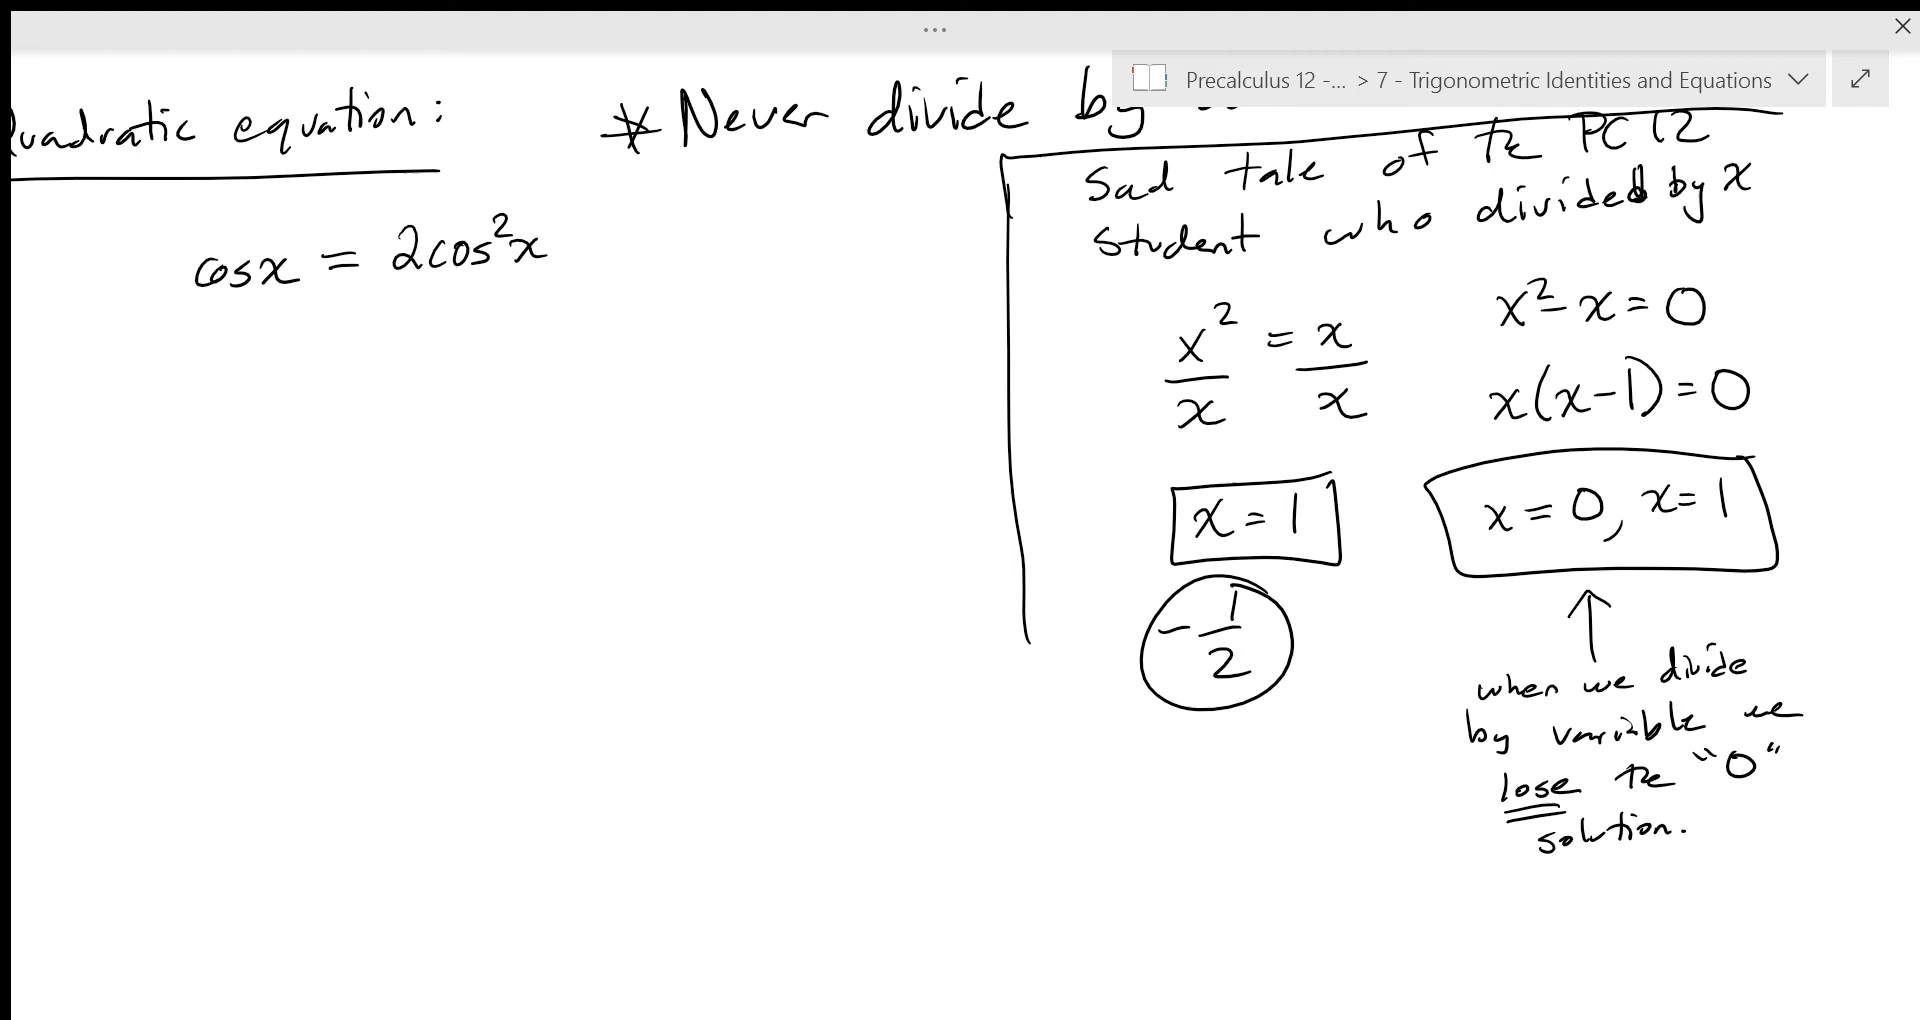 ...
Precalculus 12 -... > 7 - Trigonometric Identities and Equations
Quadratic equation:
* Never divide by
cosx = 2cos²x
Sad tale of the PC 12
student who divided by x
x² = x
x x
x = 1
-1/2
x² - x = 0
x(x-1) = 0
x = 0, x = 1
↑
when we divide
by variable we
lose the "0"
solution.